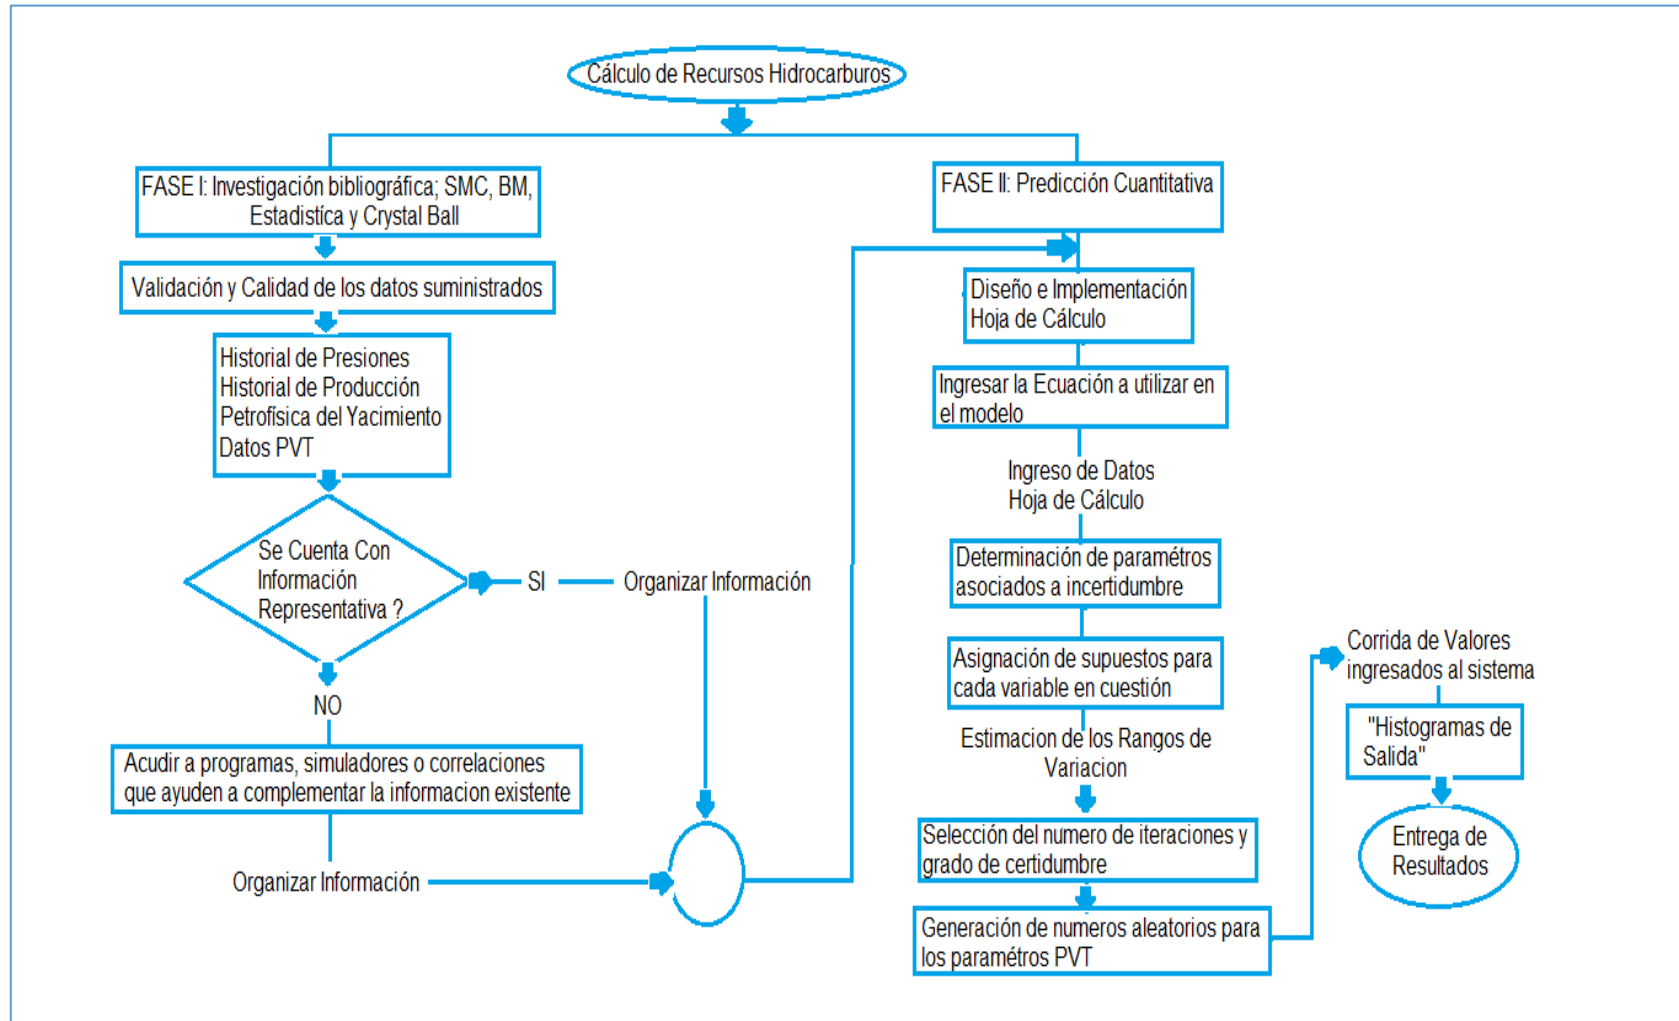 Cálculo de Recursos Hidrocarburos
FASE I: Investigación bibliográfica; SMC, BM,
Estadistíca y Crystal Ball
Validación y Calidad de los datos suministrados
Historial de Presiones
Historial de Producción
Petrofísica del Yacimiento
Datos PVT
Se Cuenta Con
Información
Representativa ?
SI
Organizar Información
NO
Acudir a programas, simuladores o correlaciones
que ayuden a complementar la informacion existente
Organizar Información
FASE II: Predicción Cuantitativa
Diseño e Implementación
Hoja de Cálculo
Ingresar la Ecuación a utilizar en
el modelo
Ingreso de Datos
Hoja de Cálculo
Determinación de paramétros
asociados a incertidumbre
Asignación de supuestos para
cada variable en cuestión
Estimacion de los Rangos de
Variacion
Selección del numero de iteraciones y
grado de certidumbre
Generación de numeros aleatorios para
los paramétros PVT
Corrida de Valores
ingresados al sistema
"Histogramas de
Salida"
Entrega de
Resultados